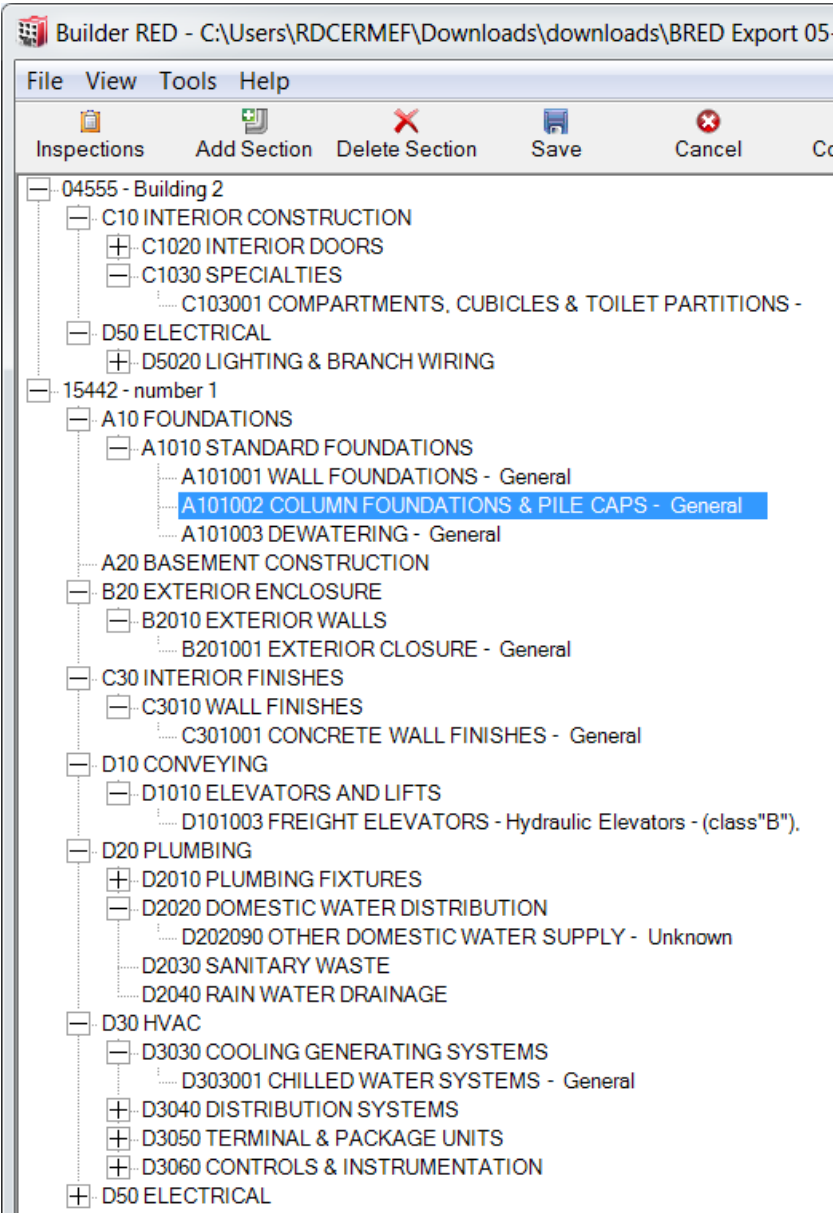 Builder RED - C:\Users\RDCERMEF\Downloads\downloads\BRED Export 05-
File View Tools Help
Inspections Add Section Delete Section Save Cancel Co
04555 - Building 2
C10 INTERIOR CONSTRUCTION
C1020 INTERIOR DOORS
C1030 SPECIALTIES
C103001 COMPARTMENTS, CUBICLES & TOILET PARTITIONS -
D50 ELECTRICAL
D5020 LIGHTING & BRANCH WIRING
15442 - number 1
A10 FOUNDATIONS
A1010 STANDARD FOUNDATIONS
A101001 WALL FOUNDATIONS - General
A101002 COLUMN FOUNDATIONS & PILE CAPS - General
A101003 DEWATERING - General
A20 BASEMENT CONSTRUCTION
B20 EXTERIOR ENCLOSURE
B2010 EXTERIOR WALLS
B201001 EXTERIOR CLOSURE - General
C30 INTERIOR FINISHES
C3010 WALL FINISHES
C301001 CONCRETE WALL FINISHES - General
D10 CONVEYING
D1010 ELEVATORS AND LIFTS
D101003 FREIGHT ELEVATORS - Hydraulic Elevators - (class"B"),
D20 PLUMBING
D2010 PLUMBING FIXTURES
D2020 DOMESTIC WATER DISTRIBUTION
D202090 OTHER DOMESTIC WATER SUPPLY - Unknown
D2030 SANITARY WASTE
D2040 RAIN WATER DRAINAGE
D30 HVAC
D3030 COOLING GENERATING SYSTEMS
D303001 CHILLED WATER SYSTEMS - General
D3040 DISTRIBUTION SYSTEMS
D3050 TERMINAL & PACKAGE UNITS
D3060 CONTROLS & INSTRUMENTATION
D50 ELECTRICAL